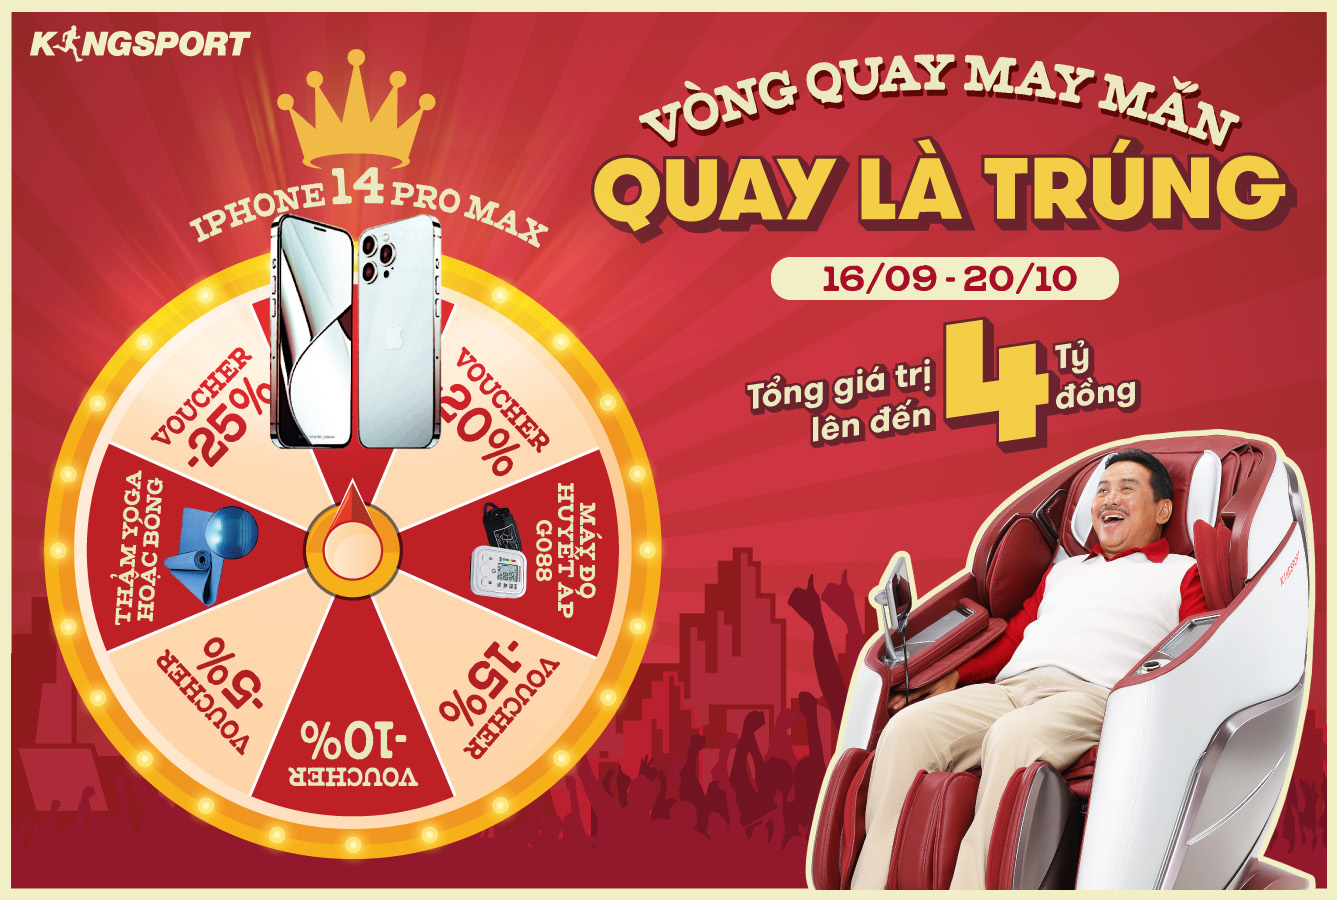 KINGSPORT
VÒNG QUAY MAY MẮN
QUAY LÀ TRÚNG
16/09 - 20/10
Tổng giá trị
lên đến
4
Tỷ
đồng
IPHONE 14 PRO MAX
VOUCHER
-25%
VOUCHER
-20%
MÁY ĐO
HUYẾT ÁP
G088
VOUCHER
-15%
VOUCHER
-10%
VOUCHER
-5%
THẢM YOGA
HOẶC BÓNG
KINGSPORT